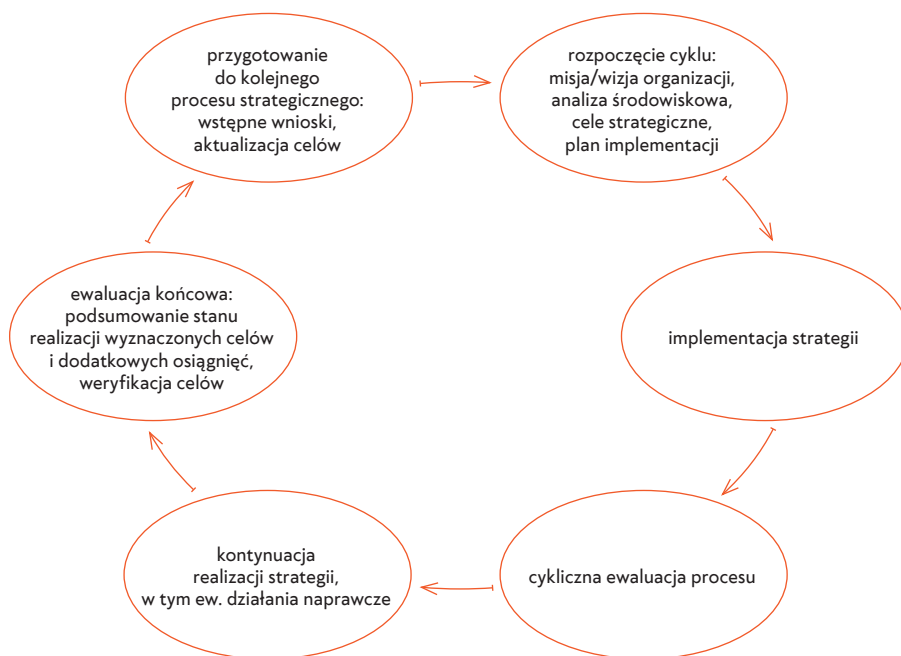 przygotowanie
do kolejnego
procesu strategicznego:
wstępne wnioski,
aktualizacja celów
rozpoczęcie cyklu:
misja/wizja organizacji,
analiza środowiskowa,
cele strategiczne,
plan implementacji
implementacja strategii
cykliczna ewaluacja procesu
kontynuacja
realizacji strategii,
w tym ew. działania naprawcze
ewaluacja końcowa:
podsumowanie stanu
realizacji wyznaczonych celów
i dodatkowych osiągnięć,
weryfikacja celów